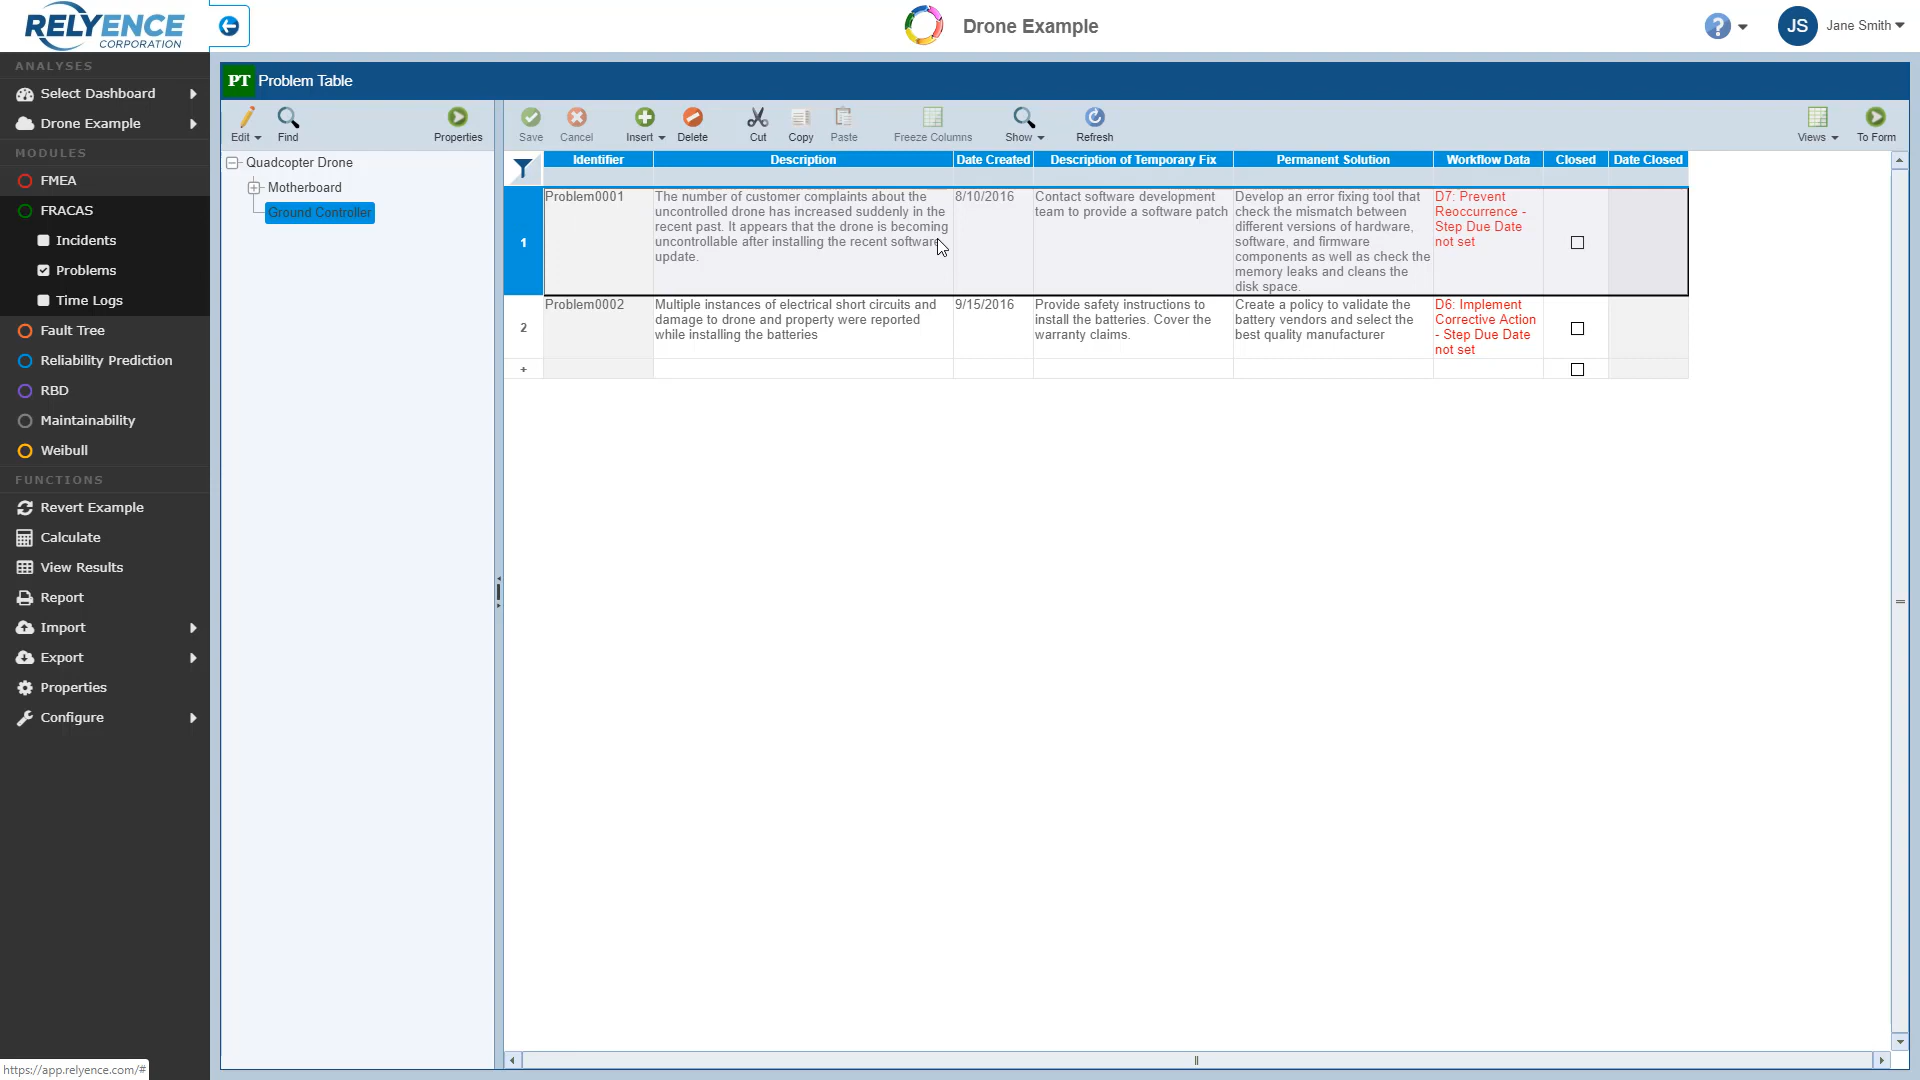 RELYENCE
CORPORATION
Drone Example
?
JS
Jane Smith
ANALYSES
Select Dashboard
Drone Example
MODULES
FMEA
FRACAS
Incidents
Problems
Time Logs
Fault Tree
Reliability Prediction
RBD
Maintainability
Weibull
FUNCTIONS
Revert Example
Calculate
View Results
Report
Import
Export
Properties
Configure
https://app.relyence.com/#
PT Problem Table
Edit
Find
Properties
Quadcopter Drone
Motherboard
Ground Controller
Save
Cancel
Insert
Delete
Cut
Copy
Paste
Freeze Columns
Show
Refresh
Views
To Form
Identifier
Description
Date Created
Description of Temporary Fix
Permanent Solution
Workflow Data
Closed
Date Closed
1
Problem0001
The number of customer complaints about the
uncontrolled drone has increased suddenly in the
recent past. It appears that the drone is becoming
uncontrollable after installing the recent software
update.
8/10/2016
Contact software development
team to provide a software patch
Develop an error fixing tool that
check the mismatch between
different versions of hardware,
software, and firmware
components as well as check the
memory leaks and cleans the
disk space.
D7: Prevent
Reoccurrence -
Step Due Date
not set
2
Problem0002
Multiple instances of electrical short circuits and
damage to drone and property were reported
while installing the batteries
9/15/2016
Provide safety instructions to
install the batteries. Cover the
warranty claims.
Create a policy to validate the
battery vendors and select the
best quality manufacturer
D6: Implement
Corrective Action
- Step Due Date
not set
+